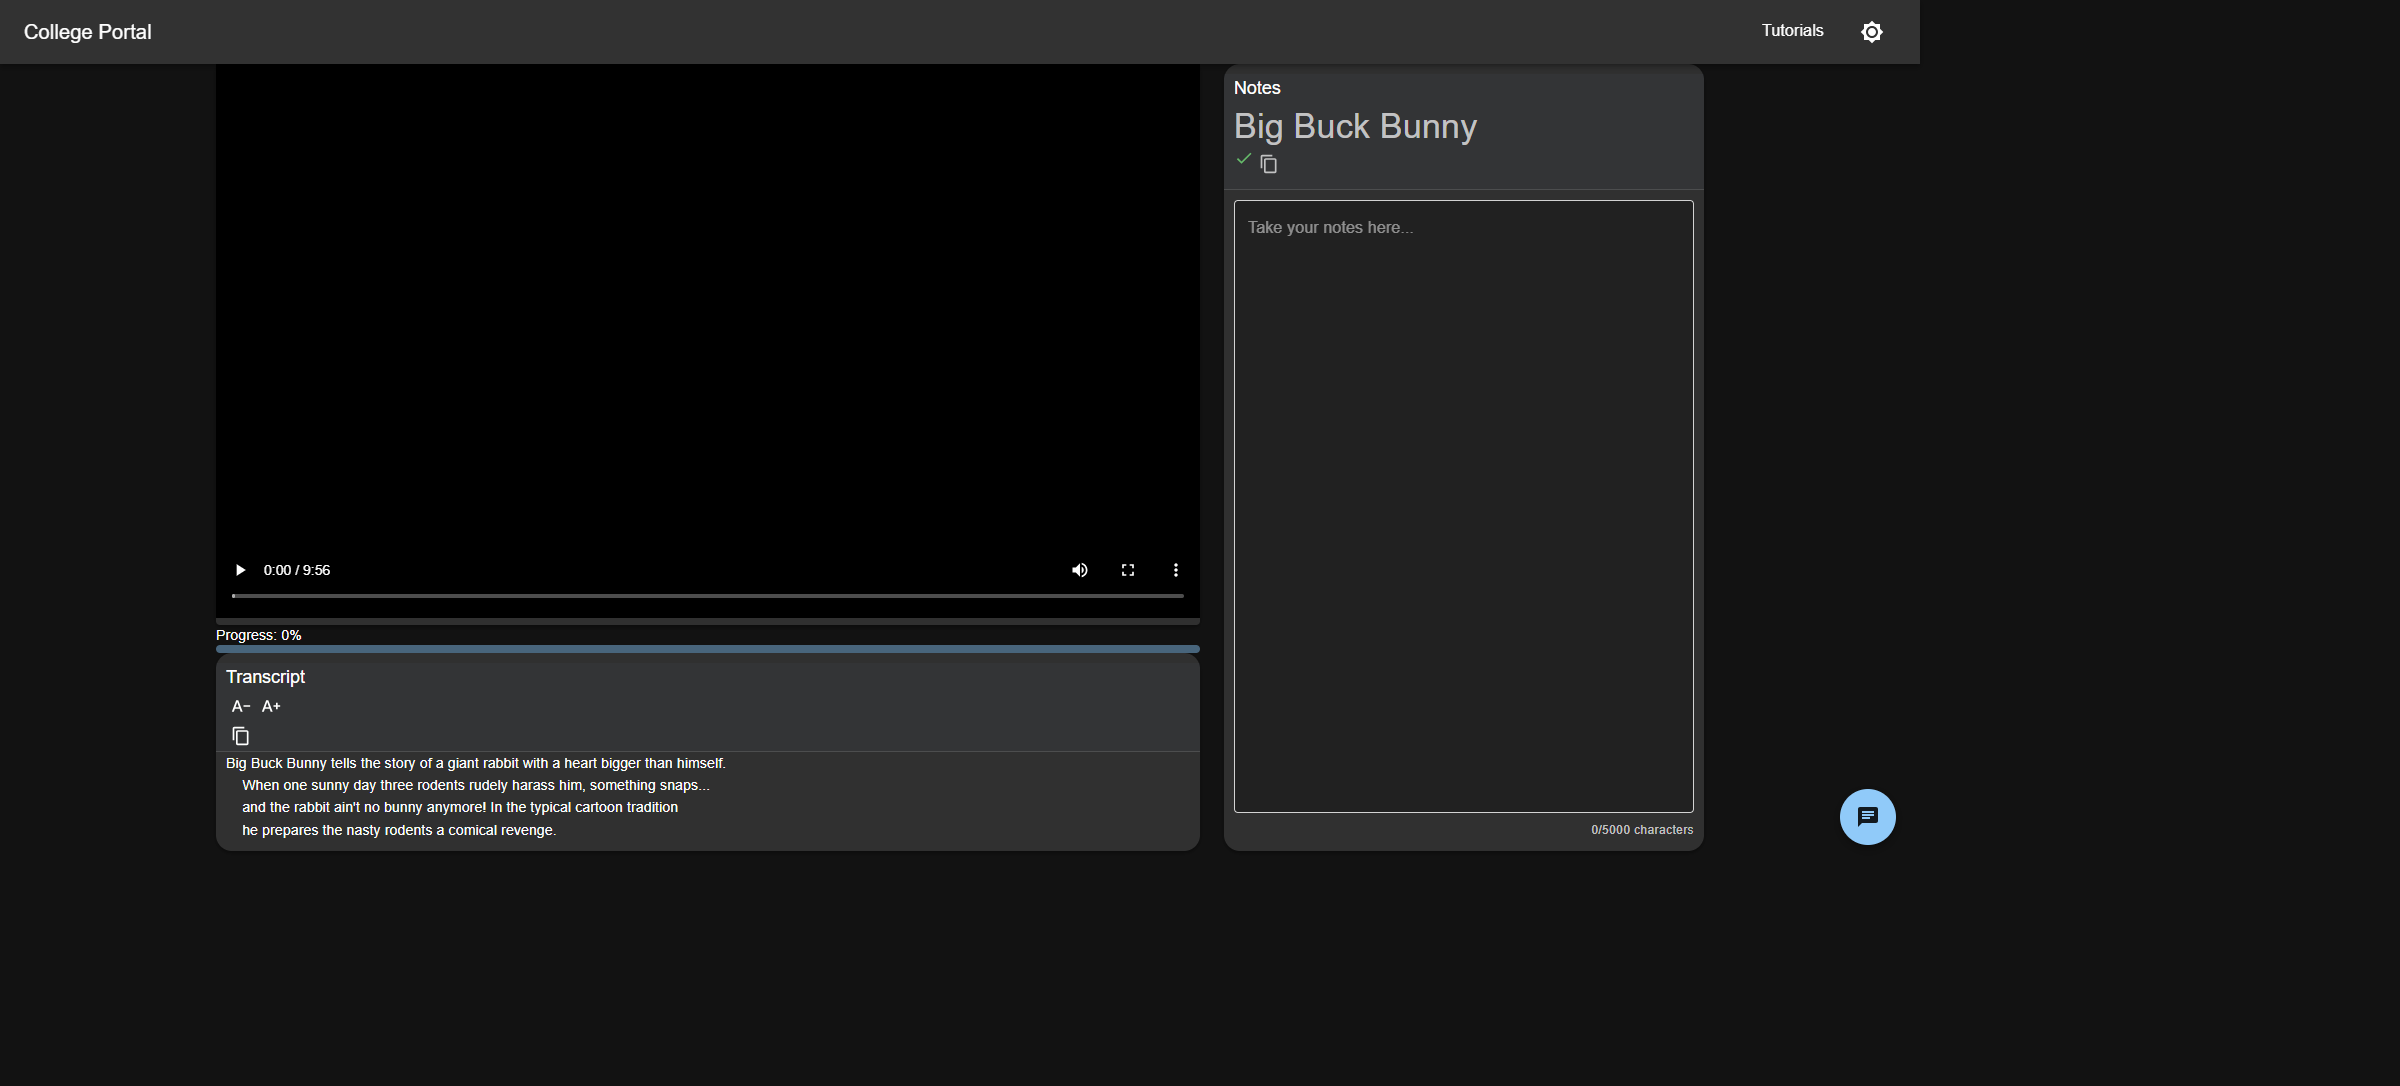 College Portal
Tutorials
Notes
Big Buck Bunny
Take your notes here...
0:00 / 9:56
Progress: 0%
Transcript
A- A+
Big Buck Bunny tells the story of a giant rabbit with a heart bigger than himself.
When one sunny day three rodents rudely harass him, something snaps...
and the rabbit ain't no bunny anymore! In the typical cartoon tradition
he prepares the nasty rodents a comical revenge.
0/5000 characters